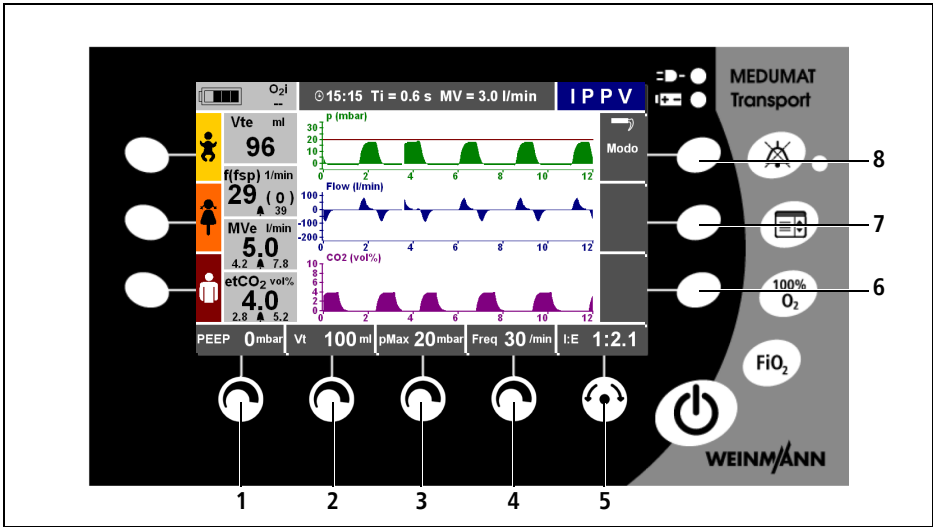 O₂i
--
15:15 Ti = 0.6 s MV = 3.0 l/min
I P P V
MEDUMAT
Transport
Vte ml
96
f(fsp) 1/min
29 ( 0 )
39
MVe l/min
5.0
4.2 7.8
etCO₂ vol%
4.0
2.8 5.2
p (mbar)
30
20
10
0
0 2 4 6 8 10 12
Flow (l/min)
100
0
-100
-200
0 2 4 6 8 10 12
CO2 (vol%)
10
8
6
4
2
0
0 2 4 6 8 10 12
Modo
8
7
100%
O₂
6
FiO₂
PEEP 0 mbar
Vt 100 ml
pMax 20 mbar
Freq 30 /min
I:E 1:2.1
WEINMANN
1 2 3 4 5